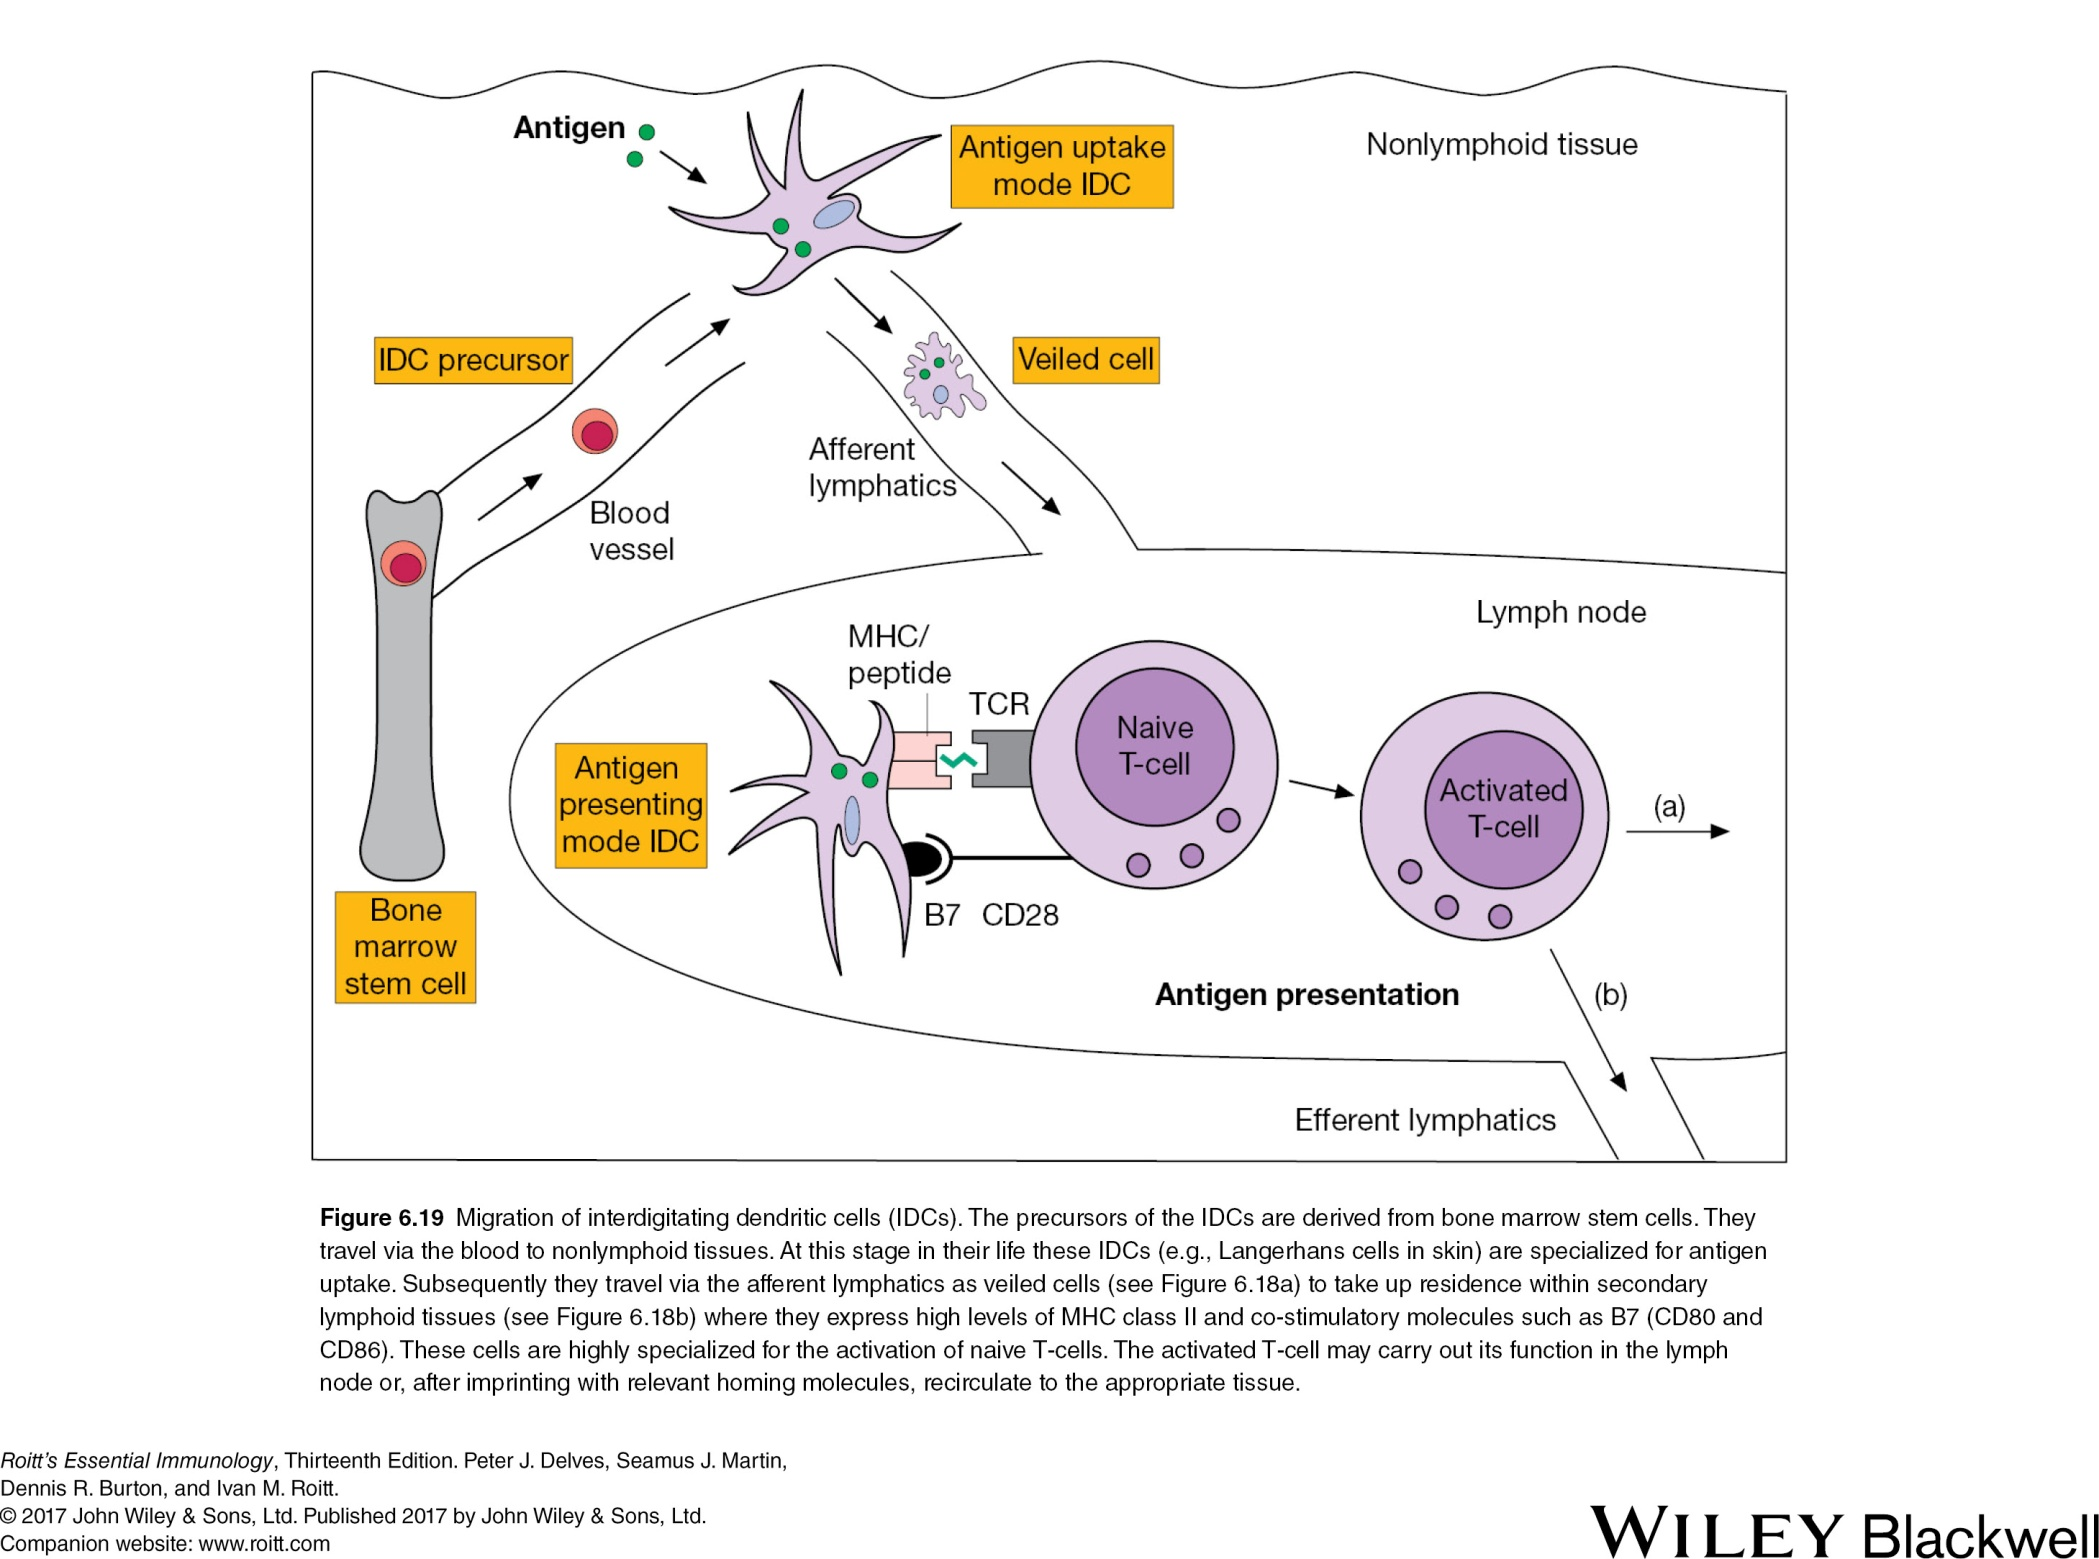 Antigen
Antigen uptake
mode IDC
Nonlymphoid tissue
IDC precursor
Veiled cell
Afferent
lymphatics
Blood
vessel
Lymph node
MHC/
peptide
TCR
Naive
T-cell
Antigen
presenting
mode IDC
Activated
T-cell
(a)
B7 CD28
Bone
marrow
stem cell
Antigen presentation
(b)
Efferent lymphatics
Figure 6.19 Migration of interdigitating dendritic cells (IDCs). The precursors of the IDCs are derived from bone marrow stem cells. They
travel via the blood to nonlymphoid tissues. At this stage in their life these IDCs (e.g., Langerhans cells in skin) are specialized for antigen
uptake. Subsequently they travel via the afferent lymphatics as veiled cells (see Figure 6.18a) to take up residence within secondary
lymphoid tissues (see Figure 6.18b) where they express high levels of MHC class II and co-stimulatory molecules such as B7 (CD80 and
CD86). These cells are highly specialized for the activation of naive T-cells. The activated T-cell may carry out its function in the lymph
node or, after imprinting with relevant homing molecules, recirculate to the appropriate tissue.
Roitt's Essential Immunology, Thirteenth Edition. Peter J. Delves, Seamus J. Martin,
Dennis R. Burton, and Ivan M. Roitt.
© 2017 John Wiley & Sons, Ltd. Published 2017 by John Wiley & Sons, Ltd.
Companion website: www.roitt.com
WILEY Blackwell